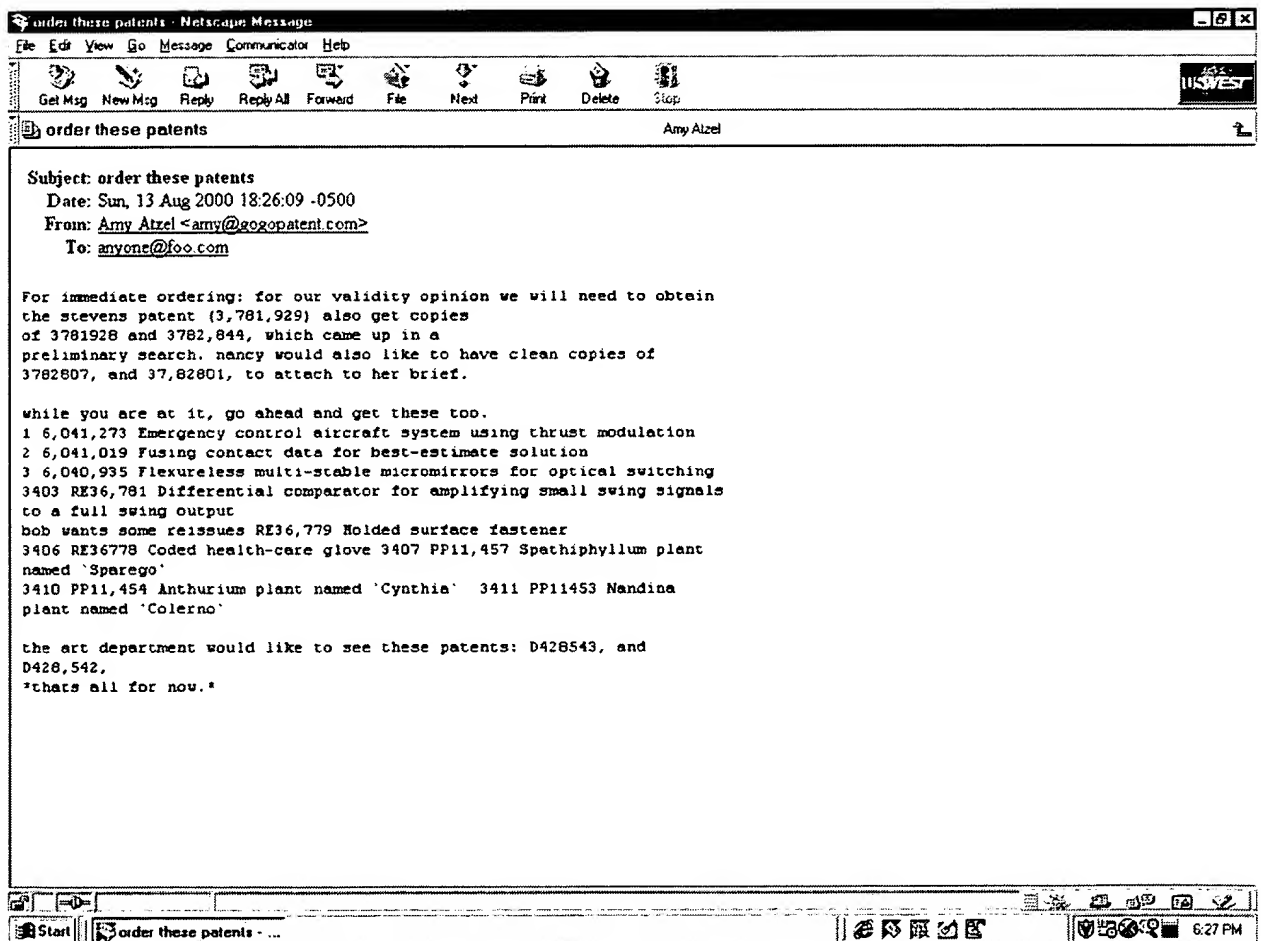 order these patents - Netscape Message
File Edit View Go Message Communicator Help
Get Msg New Msg Reply Reply All Forward File Next Print Delete Stop
USWEST
order these patents Amy Atzel
Subject: order these patents
Date: Sun, 13 Aug 2000 18:26:09 -0500
From: Amy Atzel <amy@gogopatent.com>
To: anyone@foo.com
For immediate ordering: for our validity opinion we will need to obtain
the stevens patent (3,781,929) also get copies
of 3781928 and 3782,844, which came up in a
preliminary search. nancy would also like to have clean copies of
3782807, and 37,82801, to attach to her brief.
while you are at it, go ahead and get these too.
1 6,041,273 Emergency control aircraft system using thrust modulation
2 6,041,019 Fusing contact data for best-estimate solution
3 6,040,935 Flexureless multi-stable micromirrors for optical switching
3403 RE36,781 Differential comparator for amplifying small swing signals
to a full swing output
bob wants some reissues RE36,779 Molded surface fastener
3406 RE36778 Coded health-care glove 3407 PP11,457 Spathiphyllum plant
named `Sparego'
3410 PP11,454 Anthurium plant named `Cynthia` 3411 PP11453 Nandina
plant named `Colerno`
the art department would like to see these patents: D428543, and
D428,542,
*thats all for now.*
Start order these patents - ... 6:27 PM